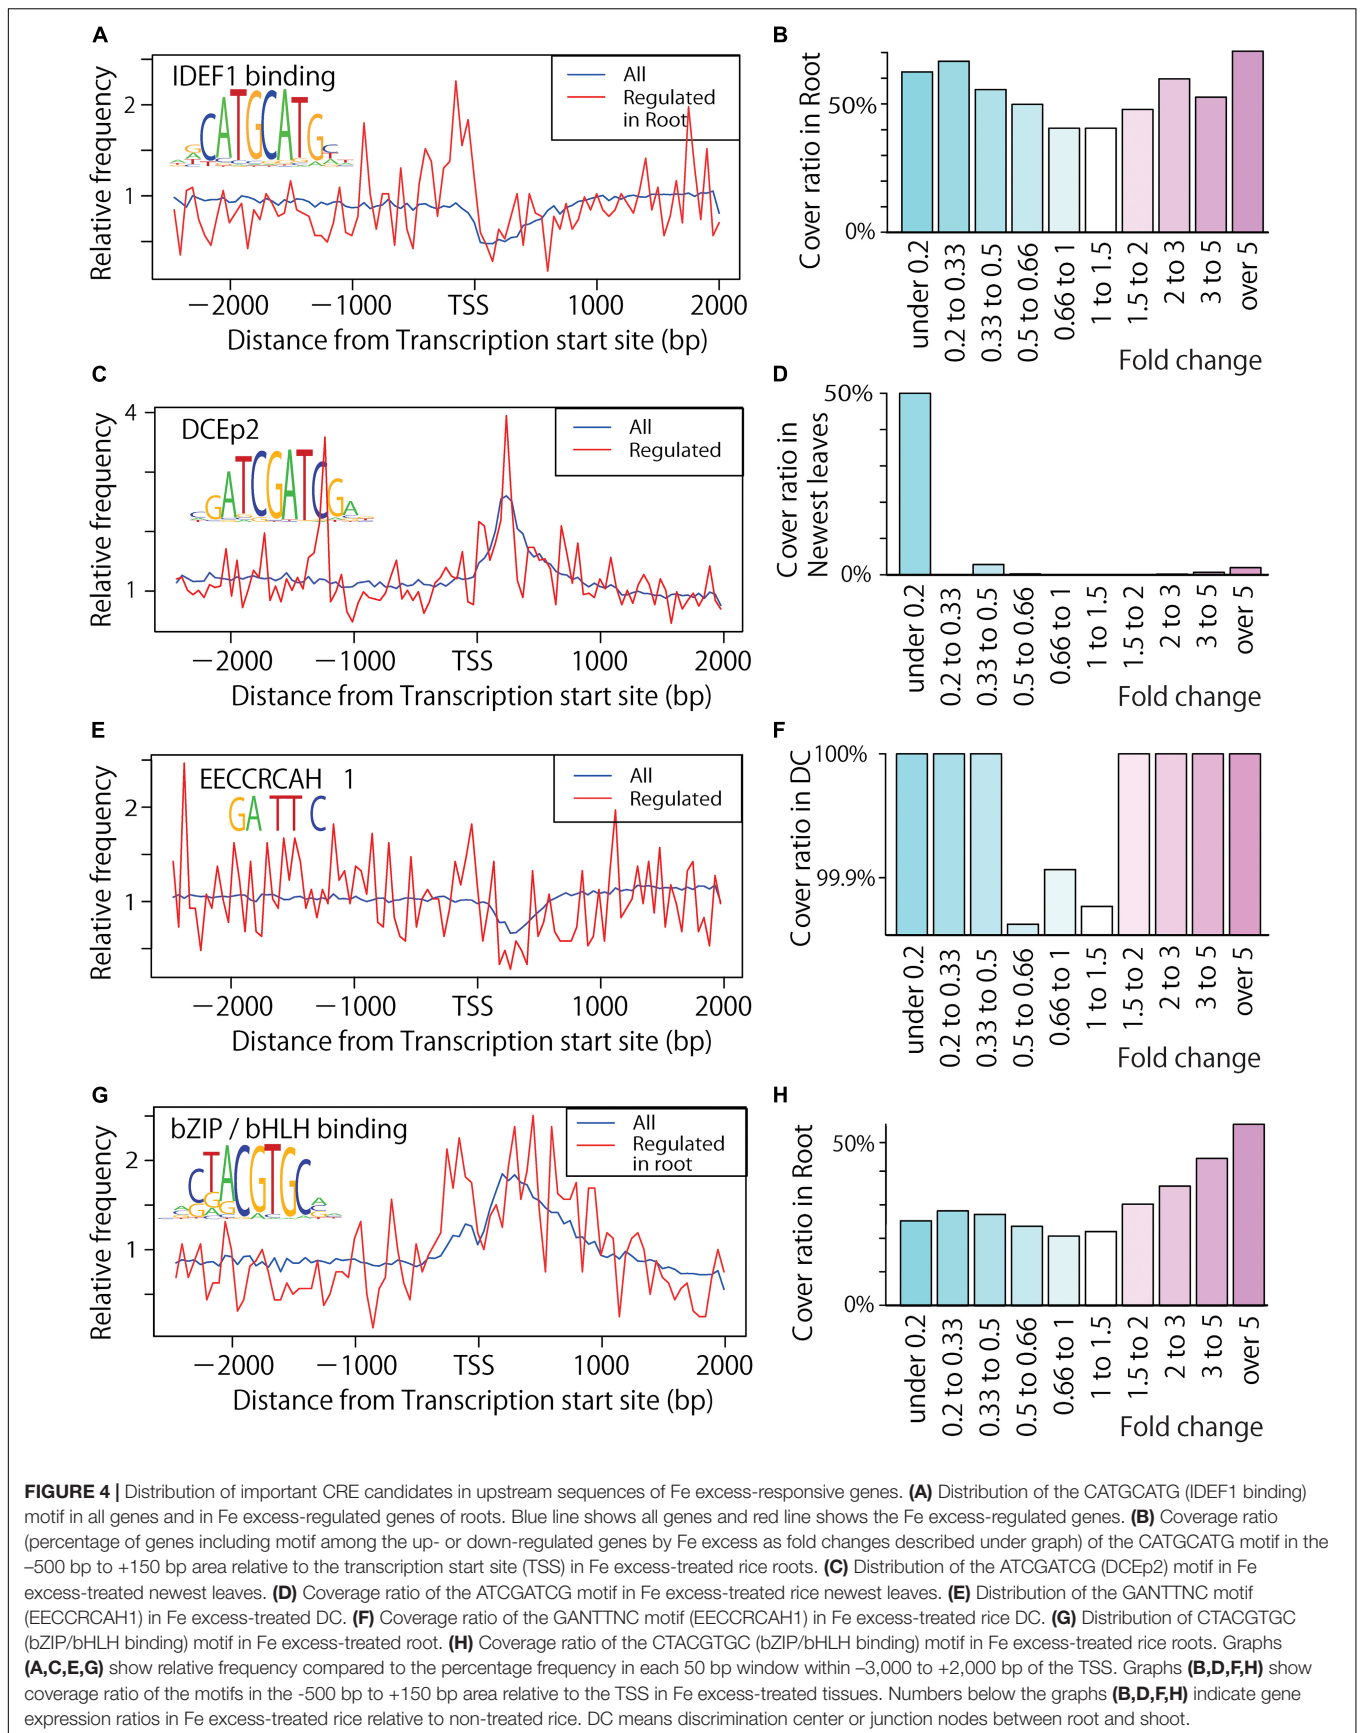 A
IDEF1 binding
All
Regulated
in Root
CATGCATG
Relative frequency
2
1
−2000
−1000
TSS
1000
2000
Distance from Transcription start site (bp)
B
Cover ratio in Root
50%
0%
under 0.2
0.2 to 0.33
0.33 to 0.5
0.5 to 0.66
0.66 to 1
1 to 1.5
1.5 to 2
2 to 3
3 to 5
over 5
Fold change
C
DCEp2
All
Regulated
GATCGATCGA
Relative frequency
4
1
−2000
−1000
TSS
1000
2000
Distance from Transcription start site (bp)
D
Cover ratio in
Newest leaves
50%
0%
under 0.2
0.2 to 0.33
0.33 to 0.5
0.5 to 0.66
0.66 to 1
1 to 1.5
1.5 to 2
2 to 3
3 to 5
over 5
Fold change
E
EECCRCAH 1
All
Regulated
GA TT C
Relative frequency
2
1
−2000
−1000
TSS
1000
2000
Distance from Transcription start site (bp)
F
Cover ratio in DC
100%
99.9%
under 0.2
0.2 to 0.33
0.33 to 0.5
0.5 to 0.66
0.66 to 1
1 to 1.5
1.5 to 2
2 to 3
3 to 5
over 5
Fold change
G
bZIP / bHLH binding
All
Regulated
in root
CTACGTGC
Relative frequency
2
1
−2000
−1000
TSS
1000
2000
Distance from Transcription start site (bp)
H
Cover ratio in Root
50%
0%
under 0.2
0.2 to 0.33
0.33 to 0.5
0.5 to 0.66
0.66 to 1
1 to 1.5
1.5 to 2
2 to 3
3 to 5
over 5
Fold change
FIGURE 4 | Distribution of important CRE candidates in upstream sequences of Fe excess-responsive genes. (A) Distribution of the CATGCATG (IDEF1 binding)
motif in all genes and in Fe excess-regulated genes of roots. Blue line shows all genes and red line shows the Fe excess-regulated genes. (B) Coverage ratio
(percentage of genes including motif among the up- or down-regulated genes by Fe excess as fold changes described under graph) of the CATGCATG motif in the
–500 bp to +150 bp area relative to the transcription start site (TSS) in Fe excess-treated rice roots. (C) Distribution of the ATCGATCG (DCEp2) motif in Fe
excess-treated newest leaves. (D) Coverage ratio of the ATCGATCG motif in Fe excess-treated rice newest leaves. (E) Distribution of the GANTTNC motif
(EECCRCAH1) in Fe excess-treated DC. (F) Coverage ratio of the GANTTNC motif (EECCRCAH1) in Fe excess-treated rice DC. (G) Distribution of CTACGTGC
(bZIP/bHLH binding) motif in Fe excess-treated root. (H) Coverage ratio of the CTACGTGC (bZIP/bHLH binding) motif in Fe excess-treated rice roots. Graphs
(A,C,E,G) show relative frequency compared to the percentage frequency in each 50 bp window within –3,000 to +2,000 bp of the TSS. Graphs (B,D,F,H) show
coverage ratio of the motifs in the -500 bp to +150 bp area relative to the TSS in Fe excess-treated tissues. Numbers below the graphs (B,D,F,H) indicate gene
expression ratios in Fe excess-treated rice relative to non-treated rice. DC means discrimination center or junction nodes between root and shoot.